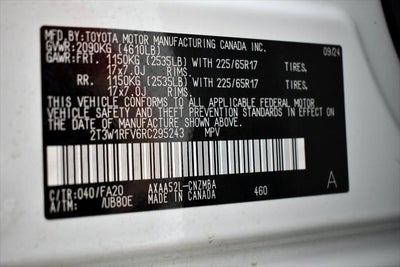 MFD.BY:TOYOTA MOTOR MANUFACTURING CANADA INC.
GVWR:2090KG (4610LB) 09/24
GAWR:FRT. 1150KG (2535LB) WITH 225/65R17 TIRES,
17x7.0J RIMS.
RR. 1150KG (2535LB) WITH 225/65R17 TIRES,
17x7.0J RIMS.
THIS VEHICLE CONFORMS TO ALL APPLICABLE FEDERAL MOTOR
VEHICLE SAFETY AND THEFT PREVENTION STANDARDS IN EFFECT ON
THE DATE OF MANUFACTURE SHOWN ABOVE.
2T3W1RFV6RC295243 MPV
C/TR:040/FA20 AXAA52L-CNZMBA 460 A
A/TM: /UB80E MADE IN CANADA